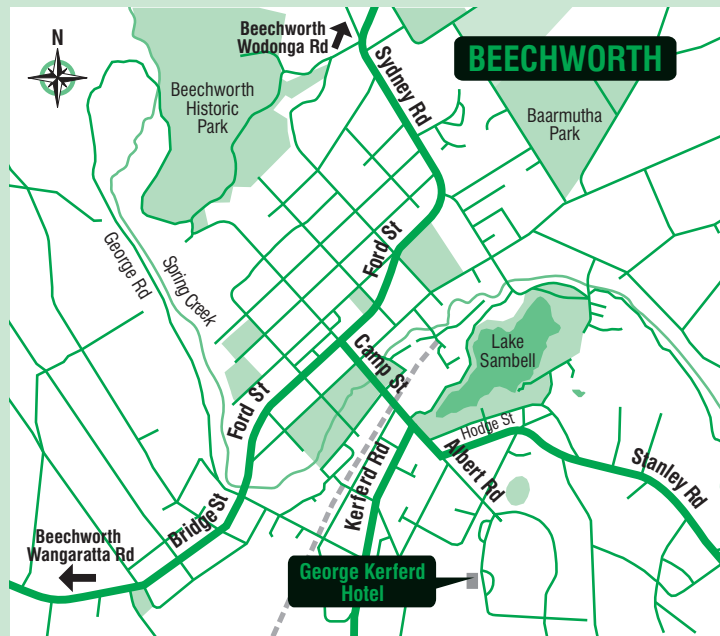 N
Beechworth
Wodonga Rd
BEECHWORTH
Sydney Rd
Beechworth
Historic
Park
Baarmutha
Park
George Rd
Spring Creek
Ford St
Lake
Sambell
Camp St
Ford St
Hodge St
Albert Rd
Stanley Rd
Kerferd Rd
Bridge St
Beechworth
Wangaratta Rd
George Kerferd
Hotel